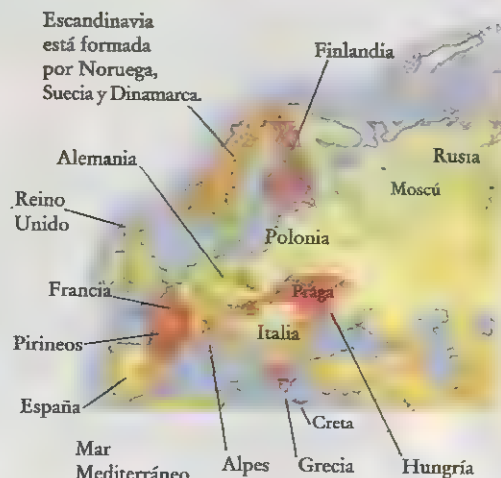 Escandinavia
está formada
por Noruega,
Suecia y Dinamarca.
Finlandia
Alemania
Rusia
Moscú
Reino
Unido
Polonia
Francia
Praga
Italia
Pirineos
España
Creta
Mar
Mediterráneo
Alpes
Grecia
Hungría